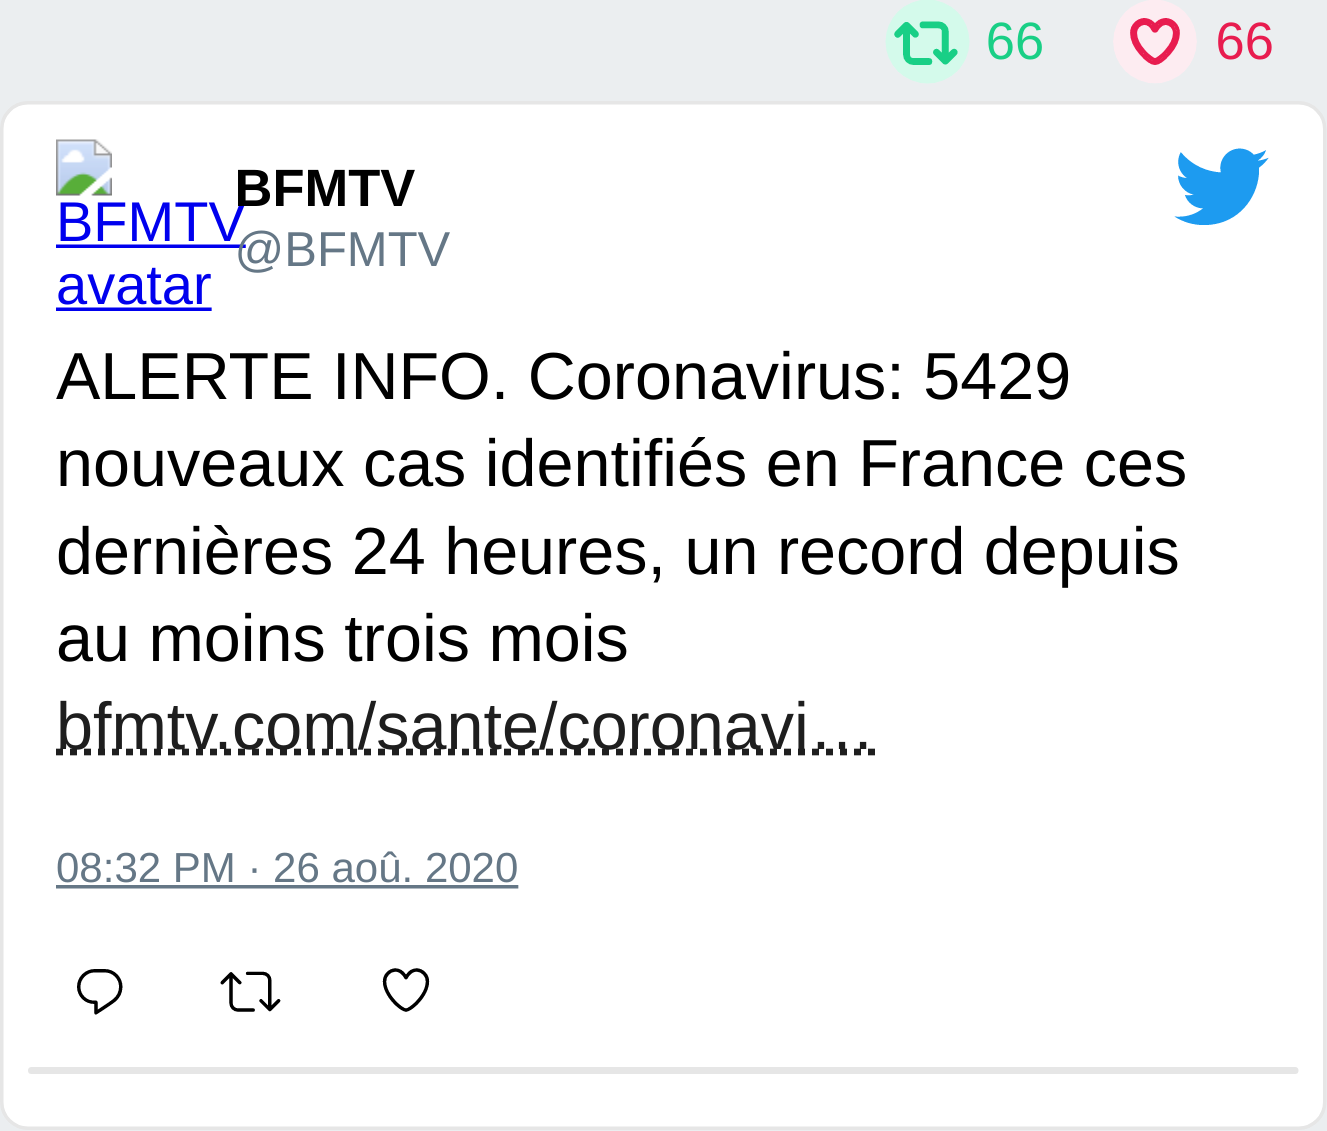 66 66
BFMTV avatar
BFMTV
@BFMTV
ALERTE INFO. Coronavirus: 5429
nouveaux cas identifiés en France ces
dernières 24 heures, un record depuis
au moins trois mois
bfmtv.com/sante/coronavi…
08:32 PM · 26 aoû. 2020